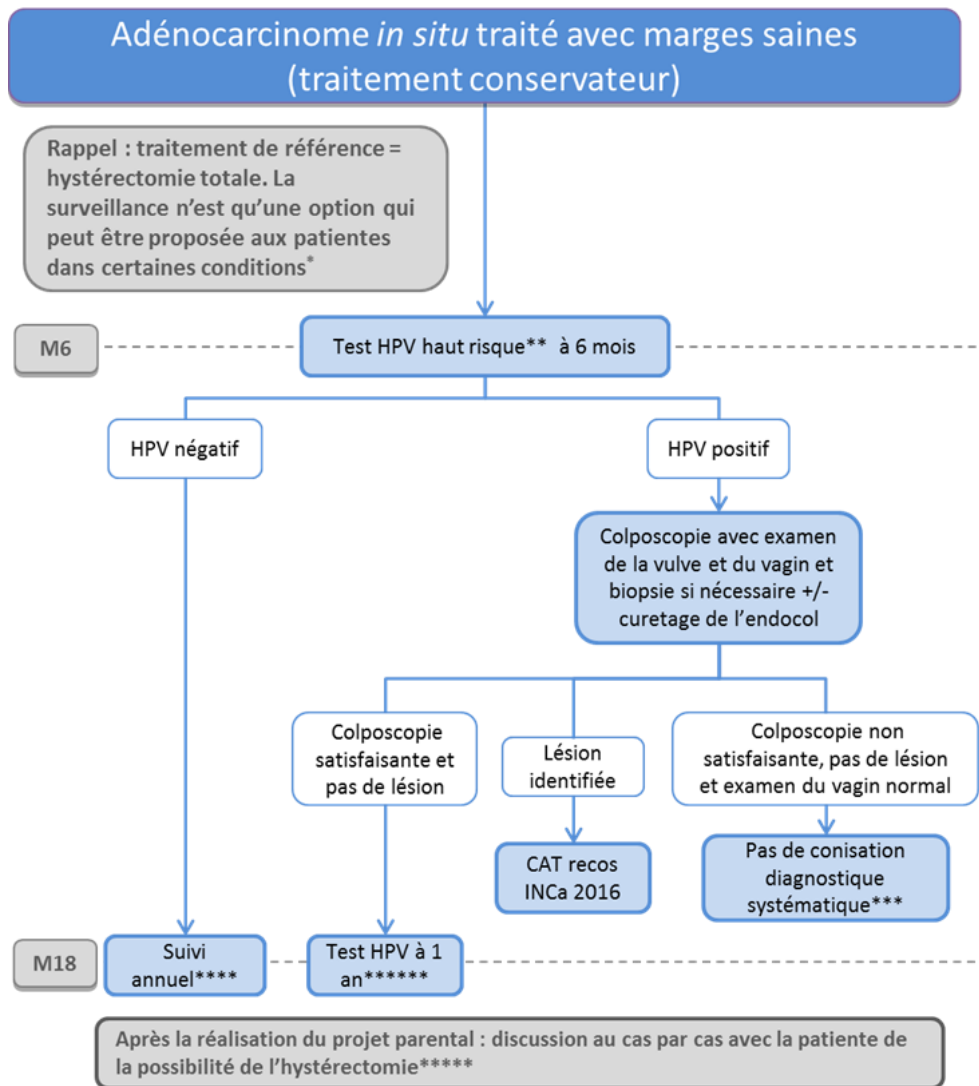 Adénocarcinome in situ traité avec marges saines
(traitement conservateur)
Rappel : traitement de référence =
hystérectomie totale. La
surveillance n'est qu'une option qui
peut être proposée aux patientes
dans certaines conditions*
M6
Test HPV haut risque** à 6 mois
HPV négatif
HPV positif
Colposcopie avec examen
de la vulve et du vagin et
biopsie si nécessaire +/-
curetage de l'endocol
Colposcopie
satisfaisante et
pas de lésion
Lésion
identifiée
Colposcopie non
satisfaisante, pas de lésion
et examen du vagin normal
CAT recos
INCa 2016
Pas de conisation
diagnostique
systématique***
M18
Suivi
annuel****
Test HPV à 1
an******
Après la réalisation du projet parental : discussion au cas par cas avec la patiente de
la possibilité de l'hystérectomie*****